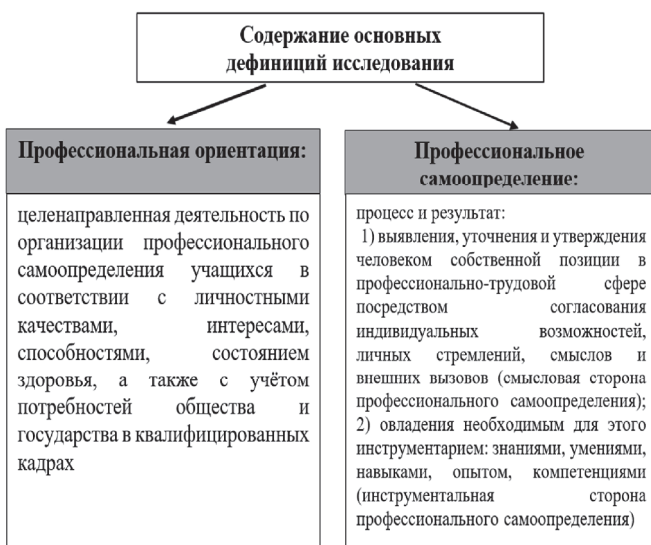 Содержание основных
дефиниций исследования
Профессиональная ориентация:
целенаправленная деятельность по
организации профессионального
самоопределения учащихся в
соответствии с личностными
качествами, интересами,
способностями, состоянием
здоровья, а также с учётом
потребностей общества и
государства в квалифицированных
кадрах
Профессиональное
самоопределение:
процесс и результат:
1) выявления, уточнения и утверждения
человеком собственной позиции в
профессионально-трудовой сфере
посредством согласования
индивидуальных возможностей,
личных стремлений, смыслов и
внешних вызовов (смысловая сторона
профессионального самоопределения);
2) овладения необходимым для этого
инструментарием: знаниями, умениями,
навыками, опытом, компетенциями
(инструментальная сторона
профессионального самоопределения)